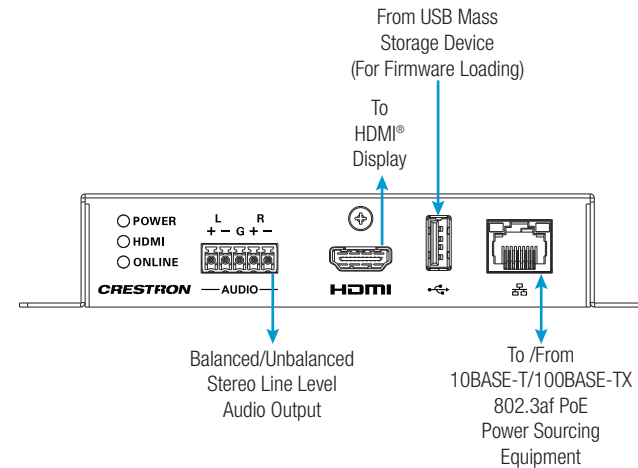 From USB Mass
Storage Device
(For Firmware Loading)
To
HDMI®
Display
POWER
HDMI
ONLINE
L R
+ − G + −
CRESTRON
AUDIO
HDMI
Balanced/Unbalanced
Stereo Line Level
Audio Output
To /From
10BASE-T/100BASE-TX
802.3af PoE
Power Sourcing
Equipment